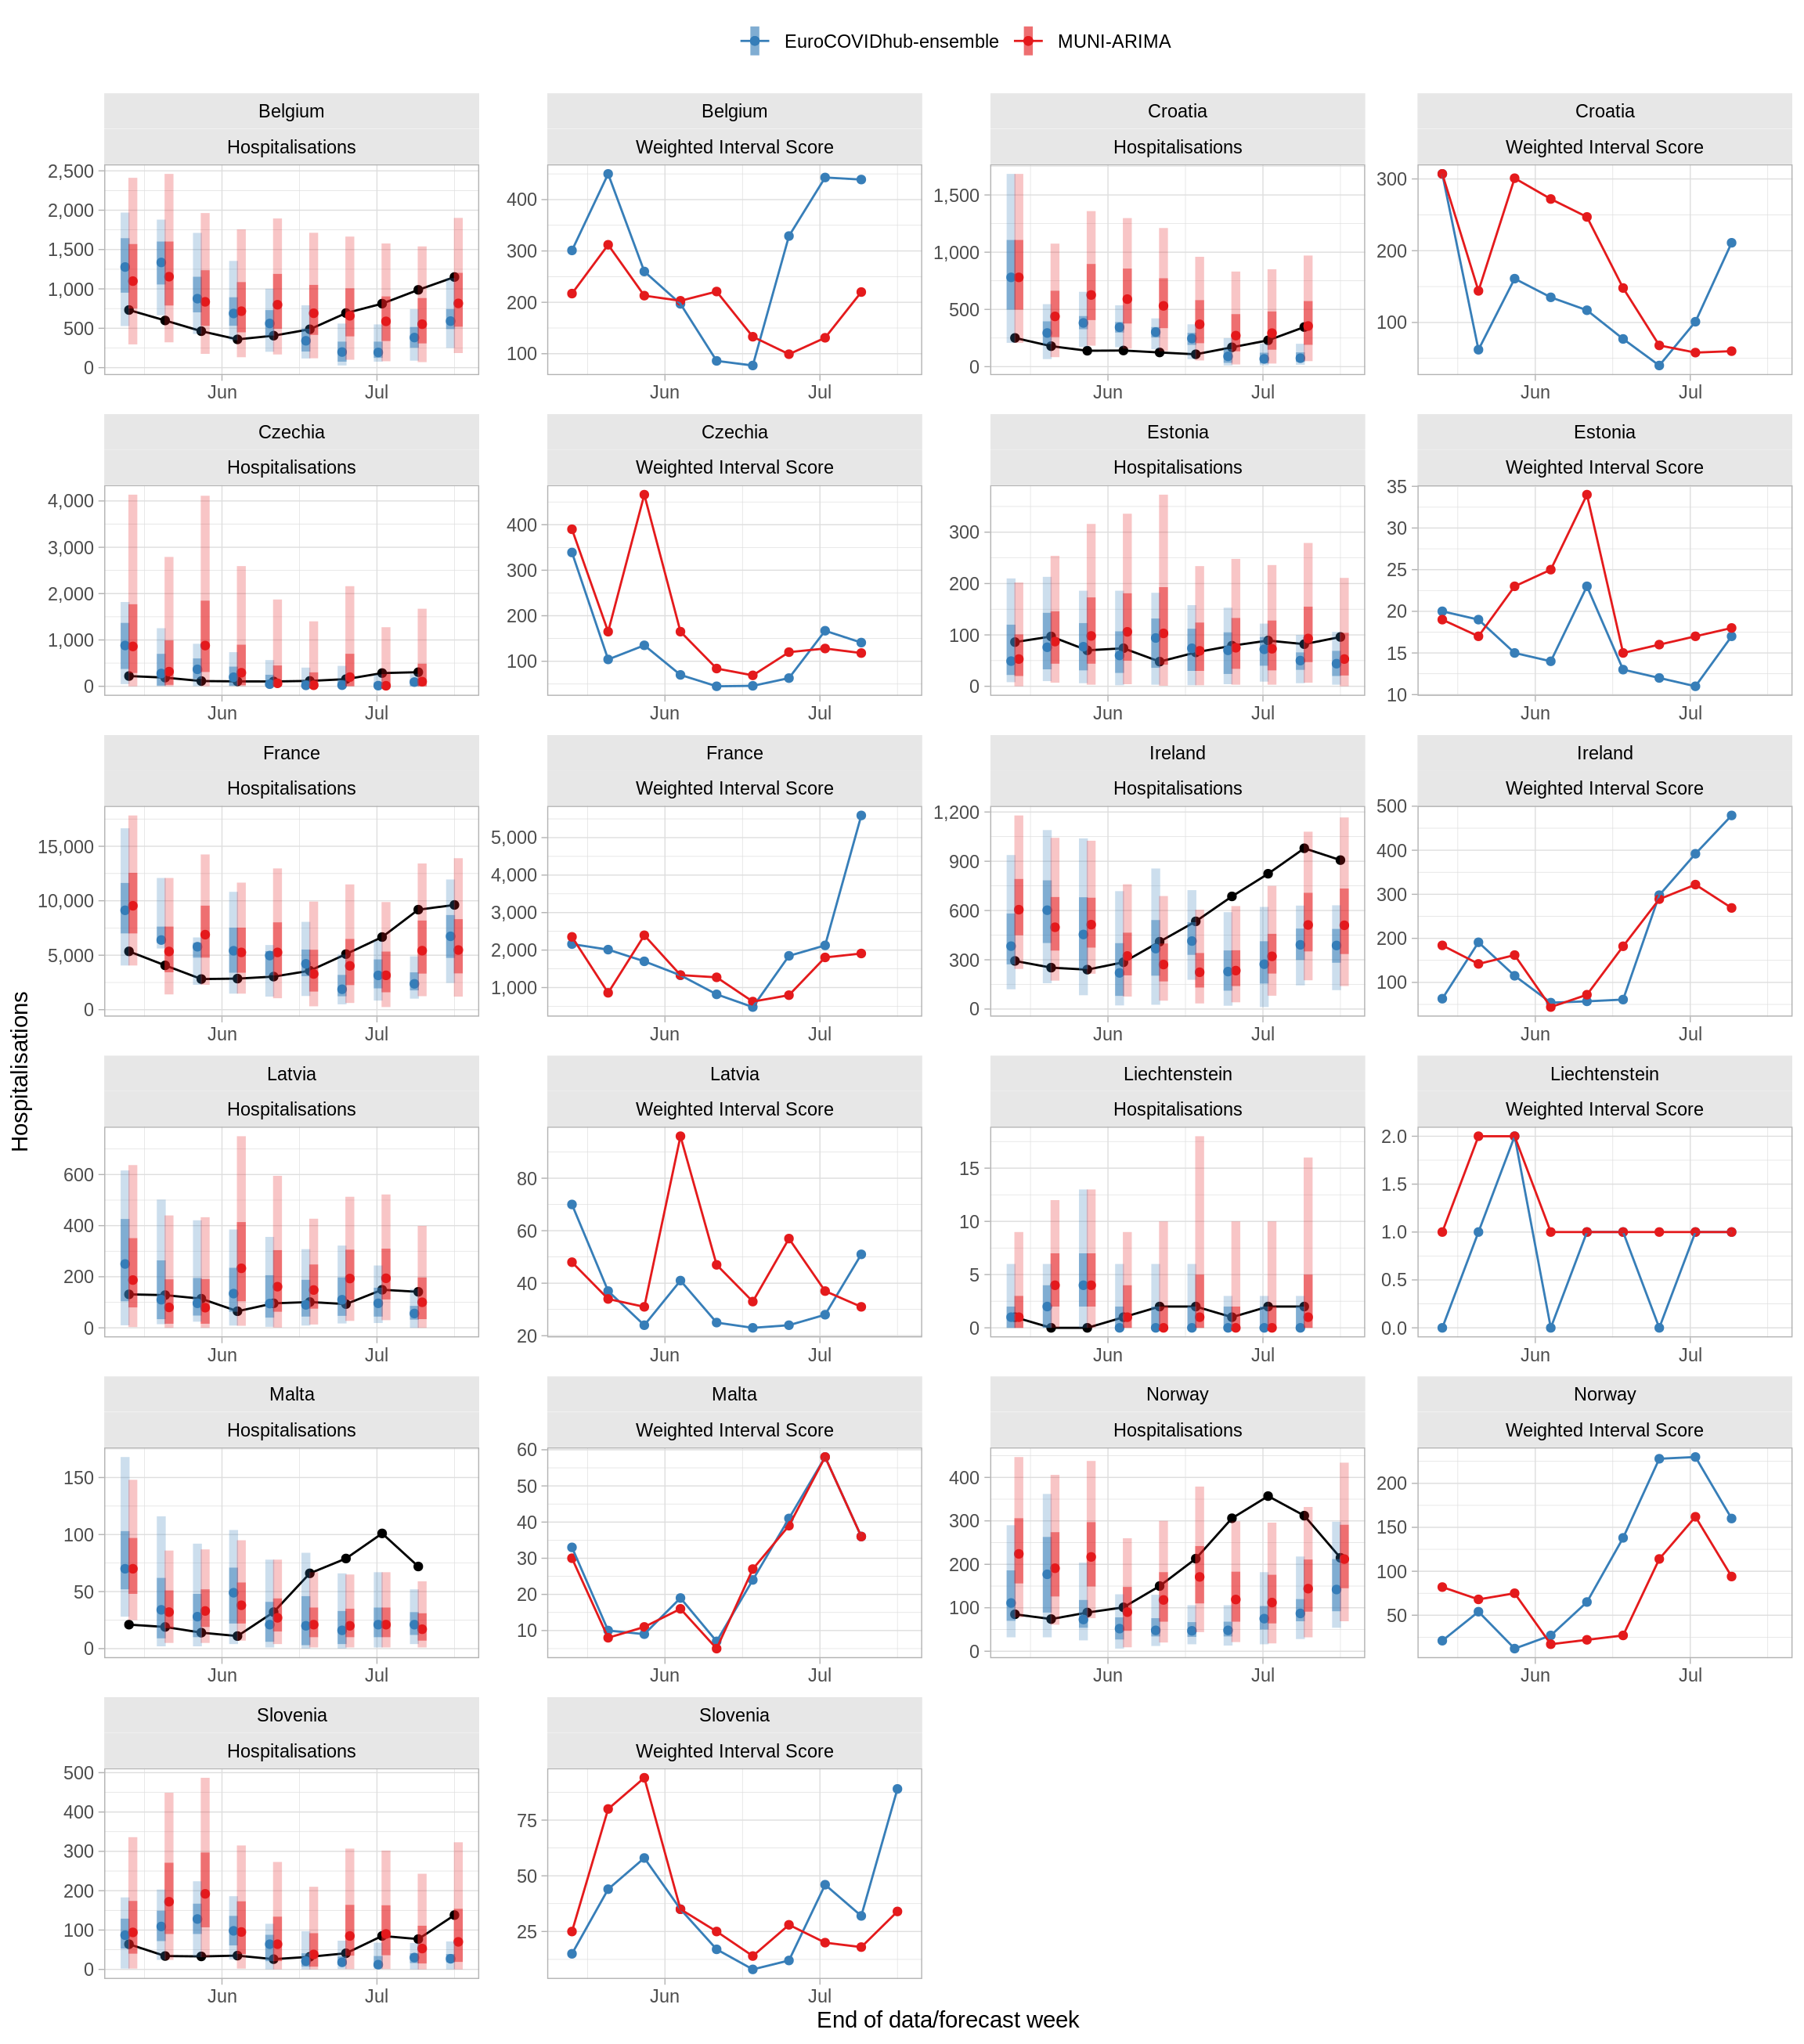 EuroCOVIDhub-ensemble MUNI-ARIMA
Belgium Belgium Croatia Croatia
Hospitalisations Weighted Interval Score Hospitalisations Weighted Interval Score
2,500
2,000
1,500
1,000
500
0
Jun Jul
400
300
200
100
Jun Jul
1,500
1,000
500
0
Jun Jul
300
200
100
Jun Jul
Czechia Czechia Estonia Estonia
Hospitalisations Weighted Interval Score Hospitalisations Weighted Interval Score
4,000
3,000
2,000
1,000
0
Jun Jul
400
300
200
100
Jun Jul
300
200
100
0
Jun Jul
35
30
25
20
15
10
Jun Jul
France France Ireland Ireland
Hospitalisations Weighted Interval Score Hospitalisations Weighted Interval Score
15,000
10,000
5,000
0
Jun Jul
5,000
4,000
3,000
2,000
1,000
Jun Jul
1,200
900
600
300
0
Jun Jul
500
400
300
200
100
Jun Jul
Hospitalisations
Latvia Latvia Liechtenstein Liechtenstein
Hospitalisations Weighted Interval Score Hospitalisations Weighted Interval Score
600
400
200
0
Jun Jul
80
60
40
20
Jun Jul
15
10
5
0
Jun Jul
2.0
1.5
1.0
0.5
0.0
Jun Jul
Malta Malta Norway Norway
Hospitalisations Weighted Interval Score Hospitalisations Weighted Interval Score
150
100
50
0
Jun Jul
60
50
40
30
20
10
Jun Jul
400
300
200
100
0
Jun Jul
200
150
100
50
Jun Jul
Slovenia Slovenia
Hospitalisations Weighted Interval Score
500
400
300
200
100
0
Jun Jul
75
50
25
Jun Jul
End of data/forecast week